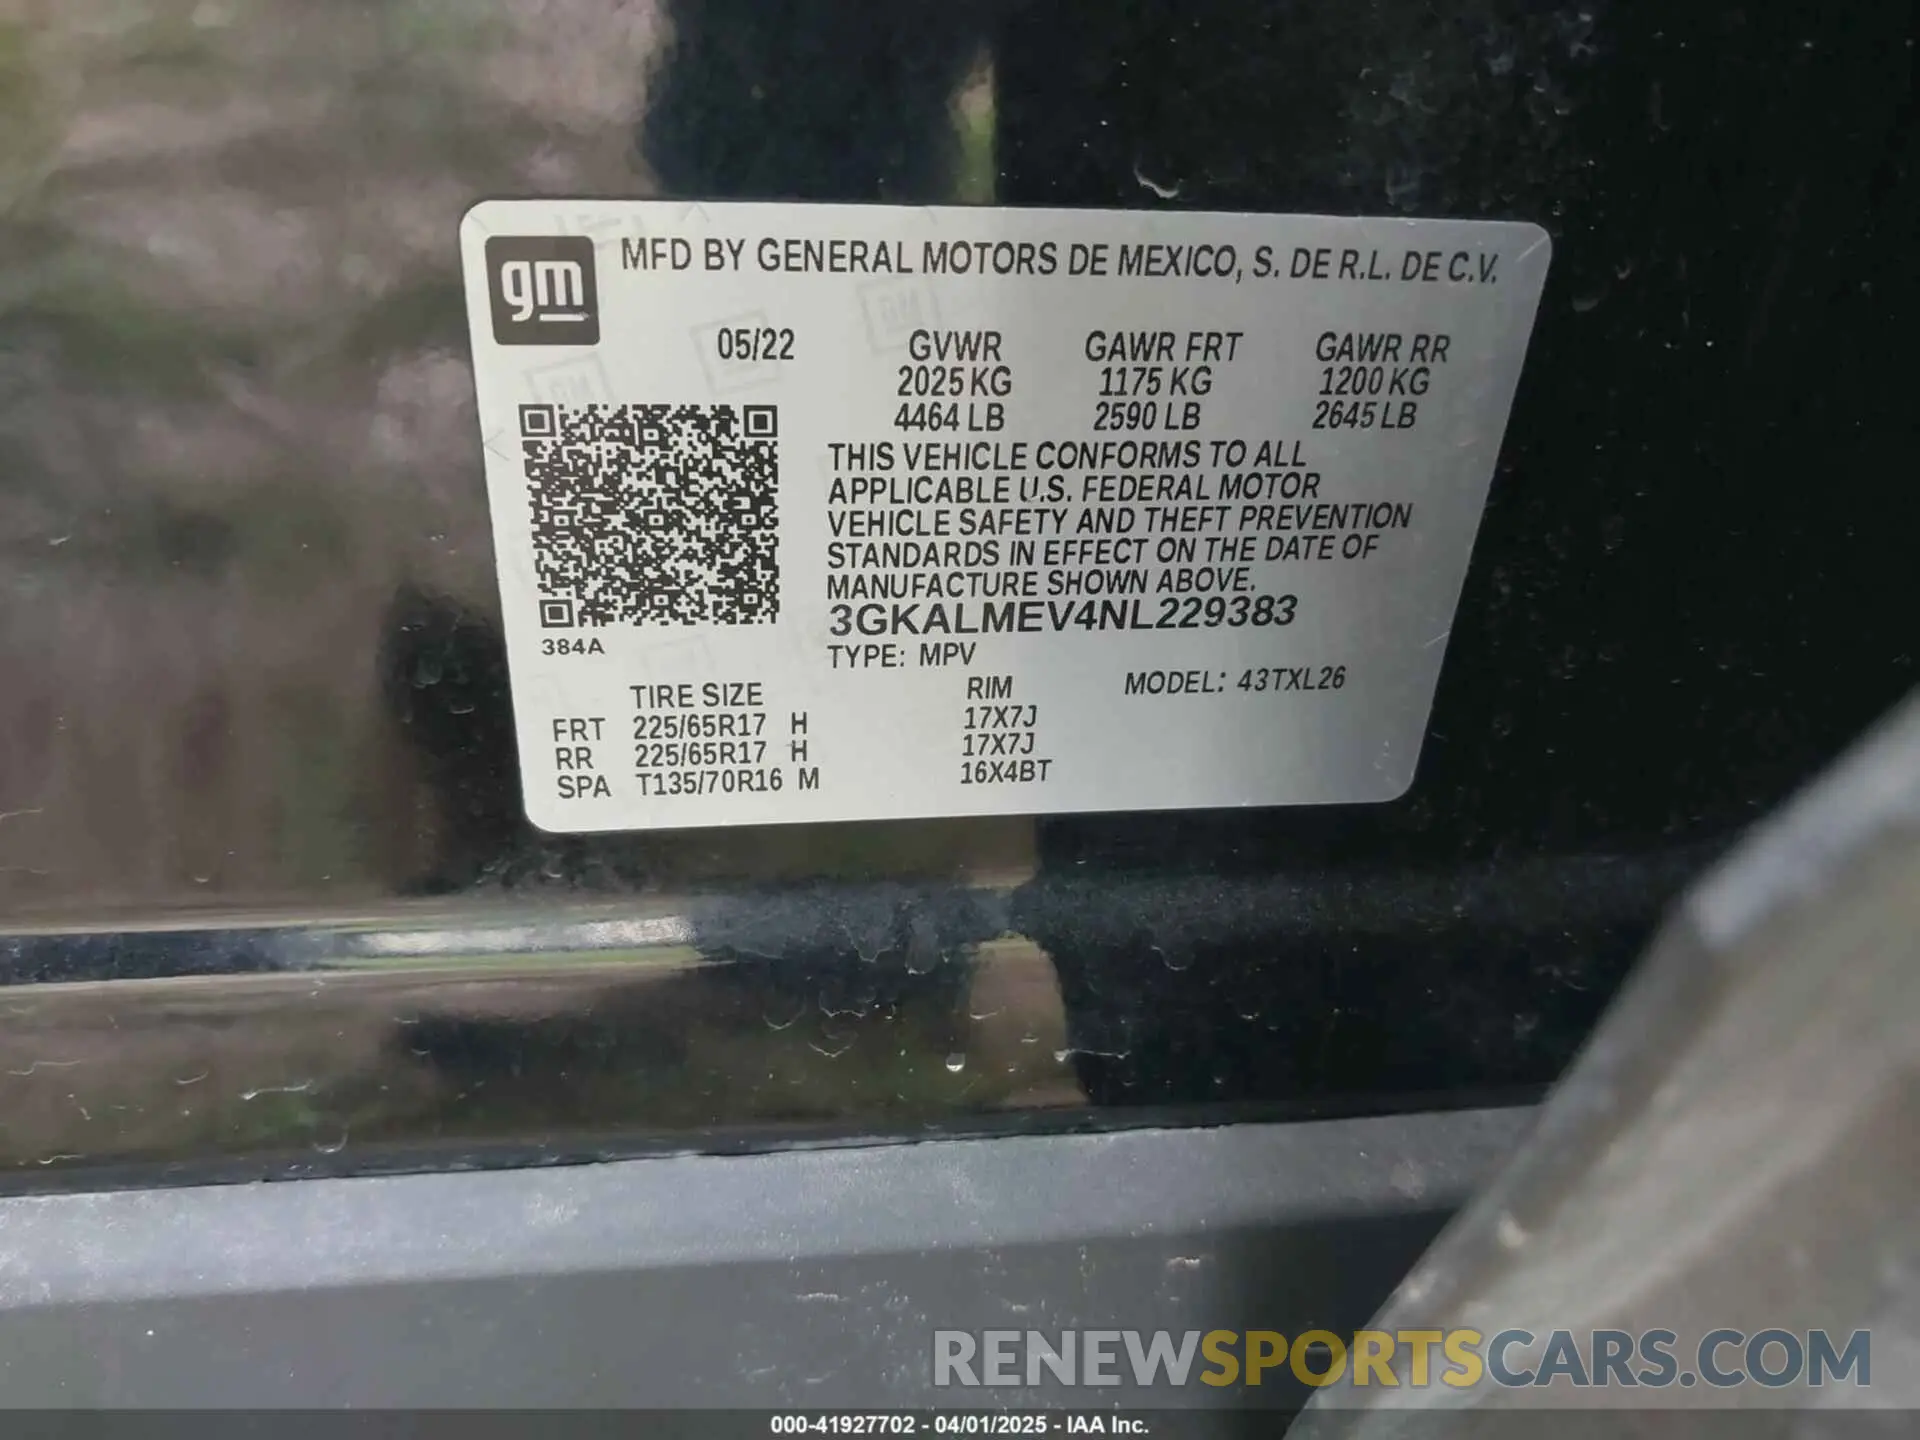 gm
MFD BY GENERAL MOTORS DE MEXICO, S. DE R.L. DE C.V.
05/22 GVWR GAWR FRT GAWR RR
2025 KG 1175 KG 1200 KG
4464 LB 2590 LB 2645 LB
THIS VEHICLE CONFORMS TO ALL
APPLICABLE U.S. FEDERAL MOTOR
VEHICLE SAFETY AND THEFT PREVENTION
STANDARDS IN EFFECT ON THE DATE OF
MANUFACTURE SHOWN ABOVE.
3GKALMEV4NL229383
384A
TYPE: MPV
TIRE SIZE RIM MODEL: 43TXL26
FRT 225/65R17 H 17X7J
RR 225/65R17 H 17X7J
SPA T135/70R16 M 16X4BT
RENEWSPORTSCARS.COM
000-41927702 - 04/01/2025 - IAA Inc.